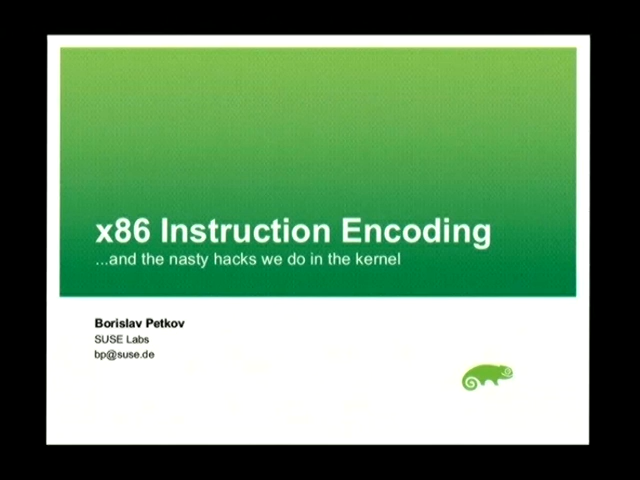 x86 Instruction Encoding
...and the nasty hacks we do in the kernel
Borislav Petkov
SUSE Labs
bp@suse.de